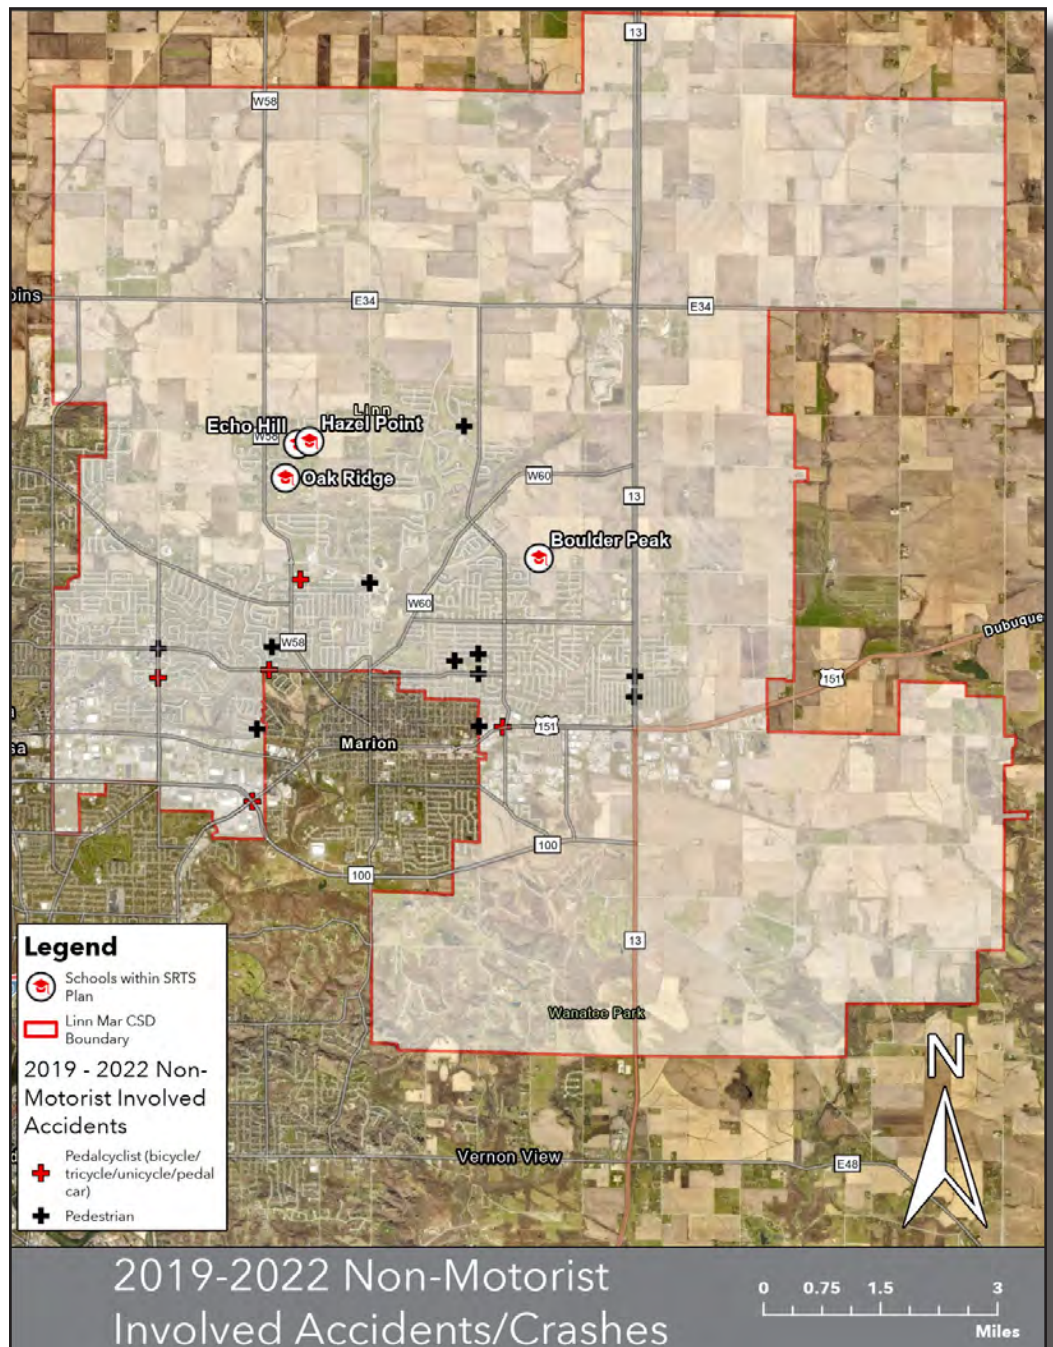 13
W58
oins
E34
E34
Linn
Echo Hill
Hazel Point
W58
Oak Ridge
W60
13
Boulder Peak
W60
Dubuque
W58
151
151
Marion
sa
100
100
13
Wanatee Park
Vernon View
E48
Legend
Schools within SRTS
Plan
Linn Mar CSD
Boundary
2019 - 2022 Non-
Motorist Involved
Accidents
Pedalcyclist (bicycle/
tricycle/unicycle/pedal
car)
Pedestrian
N
2019-2022 Non-Motorist
Involved Accidents/Crashes
0 0.75 1.5 3
Miles